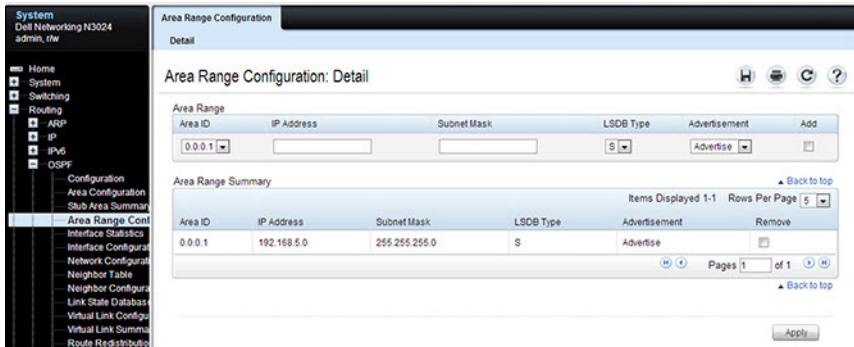 System
Dell Networking N3024
admin, r/w
Home
System
Switching
Routing
ARP
IP
IPv6
OSPF
Configuration
Area Configuration
Stub Area Summary
Area Range Conf
Interface Statistics
Interface Configurat
Network Configurati
Neighbor Table
Neighbor Configura
Link State Database
Virtual Link Configu
Virtual Link Summa
Route Redistributio
Area Range Configuration
Detail
Area Range Configuration: Detail
Area Range
Area ID IP Address Subnet Mask LSDB Type Advertisement Add
0.0.0.1 S Advertise
Area Range Summary Back to top
Items Displayed 1-1 Rows Per Page 5
Area ID IP Address Subnet Mask LSDB Type Advertisement Remove
0.0.0.1 192.168.5.0 255.255.255.0 S Advertise
Pages 1 of 1
Back to top
Apply